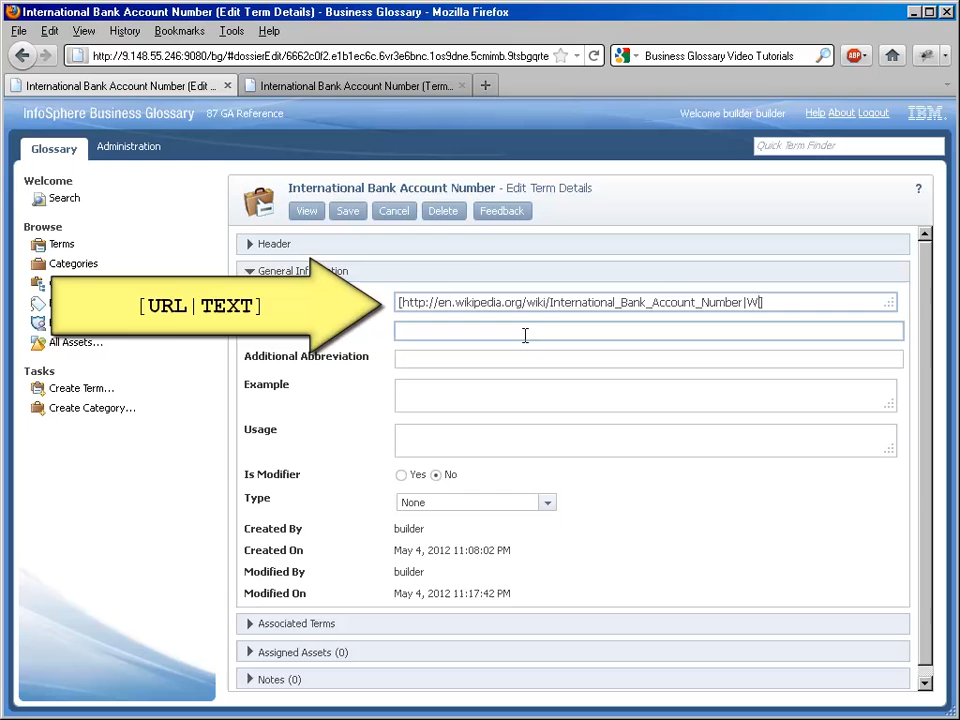 International Bank Account Number (Edit Term Details) - Business Glossary - Mozilla Firefox
File Edit View History Bookmarks Tools Help
http://9.148.55.246:9080/bg/#dossierEdit/6662c0f2.e1b1ec6c.6vr3e6bnc.1os9dne.5cmimb.9tsbgqrte
Business Glossary Video Tutorials
ABP
International Bank Account Number (Edit ...
International Bank Account Number (Term...
InfoSphere Business Glossary 87 GA Reference
Welcome builder builder Help About Logout IBM
Glossary Administration
Quick Term Finder
Welcome
Search
Browse
Terms
Categories
All Assets...
Tasks
Create Term...
Create Category...
International Bank Account Number - Edit Term Details ?
View Save Cancel Delete Feedback
Header
General Information
[URL|TEXT]
[http://en.wikipedia.org/wiki/International_Bank_Account_Number|W]
Additional Abbreviation
Example
Usage
Is Modifier Yes No
Type None
Created By builder
Created On May 4, 2012 11:08:02 PM
Modified By builder
Modified On May 4, 2012 11:17:42 PM
Associated Terms
Assigned Assets (0)
Notes (0)